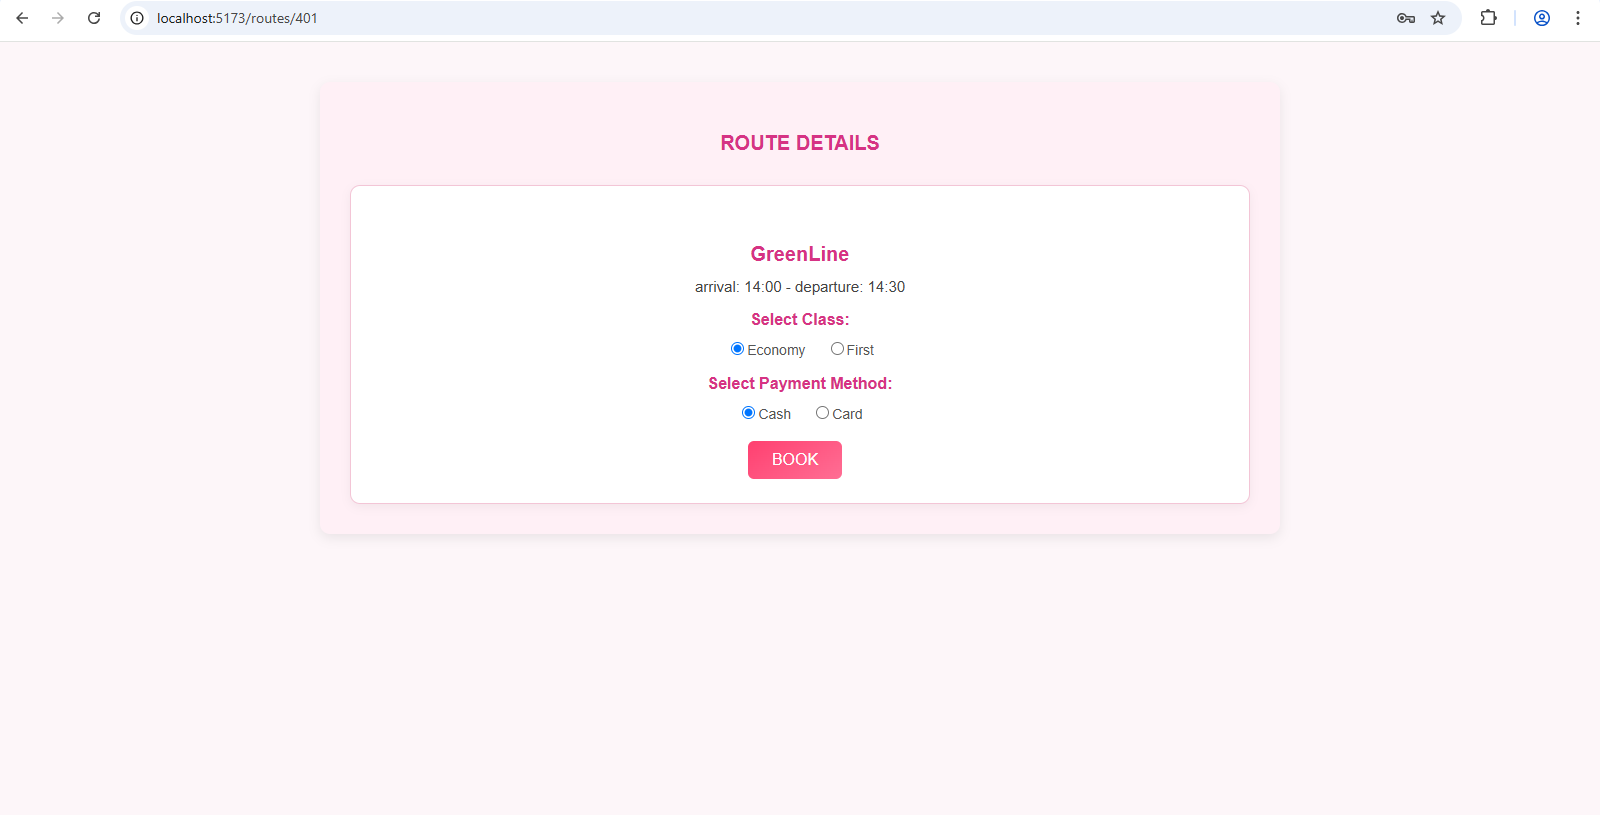 localhost:5173/routes/401
ROUTE DETAILS
GreenLine
arrival: 14:00 - departure: 14:30
Select Class:
Economy First
Select Payment Method:
Cash Card
BOOK